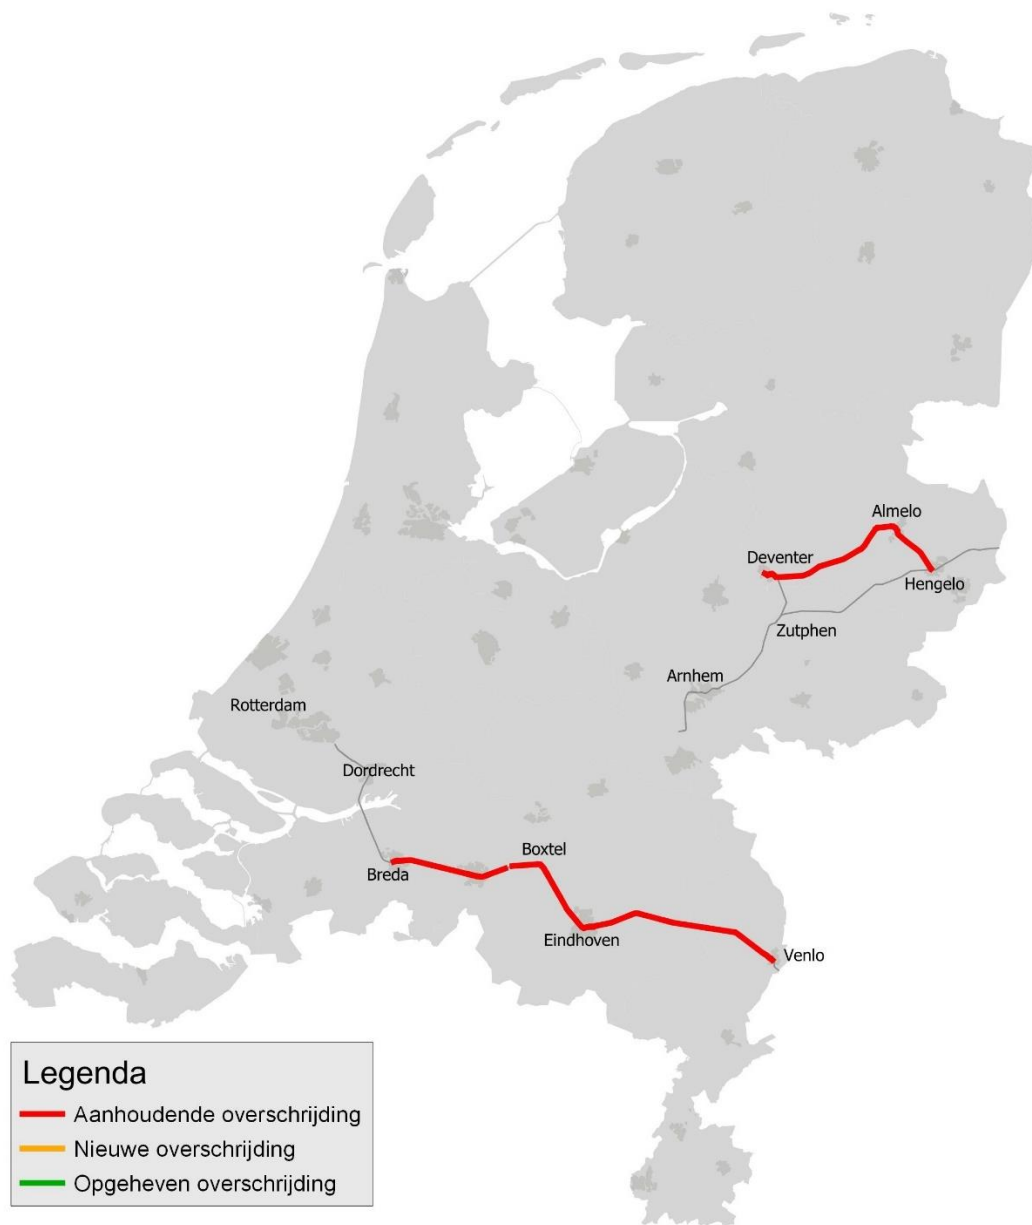 Almelo
Deventer
Hengelo
Zutphen
Arnhem
Rotterdam
Dordrecht
Boxtel
Breda
Eindhoven
Venlo
Legenda
Aanhoudende overschrijding
Nieuwe overschrijding
Opgeheven overschrijding